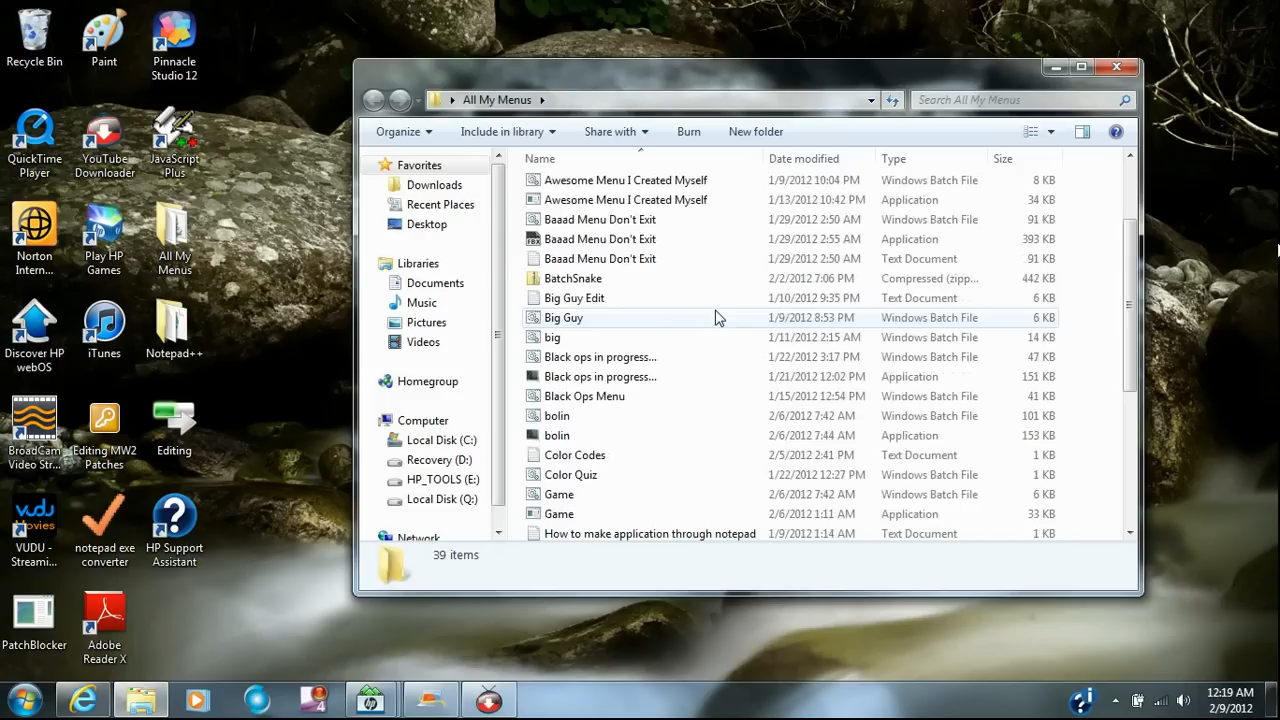 Recycle Bin
Paint
Pinnacle
Studio 12
QuickTime
Player
YouTube
Downloader
JavaScript
Plus
Norton
Intern...
Play HP
Games
All My
Menus
Discover HP
webOS
iTunes
Notepad++
BroadCam
Video Str...
Editing MW2
Patches
Editing
vudu
Movies
VUDU -
Streami...
notepad exe
converter
HP Support
Assistant
PatchBlocker
Adobe
Reader X
All My Menus
Search All My Menus
Organize Include in library Share with Burn New folder
Favorites
Downloads
Recent Places
Desktop
Libraries
Documents
Music
Pictures
Videos
Homegroup
Computer
Local Disk (C:)
Recovery (D:)
HP_TOOLS (E:)
Local Disk (Q:)
Network
Name Date modified Type Size
Awesome Menu I Created Myself 1/9/2012 10:04 PM Windows Batch File 8 KB
Awesome Menu I Created Myself 1/13/2012 10:42 PM Application 34 KB
Baaad Menu Don't Exit 1/29/2012 2:50 AM Windows Batch File 91 KB
Baaad Menu Don't Exit 1/29/2012 2:55 AM Application 393 KB
Baaad Menu Don't Exit 1/29/2012 2:50 AM Text Document 91 KB
BatchSnake 2/2/2012 7:06 PM Compressed (zipp... 442 KB
Big Guy Edit 1/10/2012 9:35 PM Text Document 6 KB
Big Guy 1/9/2012 8:53 PM Windows Batch File 6 KB
big 1/11/2012 2:15 AM Windows Batch File 14 KB
Black ops in progress... 1/22/2012 3:17 PM Windows Batch File 47 KB
Black ops in progress... 1/21/2012 12:02 PM Application 151 KB
Black Ops Menu 1/15/2012 12:54 PM Windows Batch File 41 KB
bolin 2/6/2012 7:42 AM Windows Batch File 101 KB
bolin 2/6/2012 7:44 AM Application 153 KB
Color Codes 2/5/2012 2:41 PM Text Document 1 KB
Color Quiz 1/22/2012 12:27 PM Windows Batch File 1 KB
Game 2/6/2012 7:42 AM Windows Batch File 6 KB
Game 2/6/2012 1:11 AM Application 33 KB
How to make application through notepad 1/9/2012 1:14 AM Text Document 1 KB
39 items
12:19 AM
2/9/2012